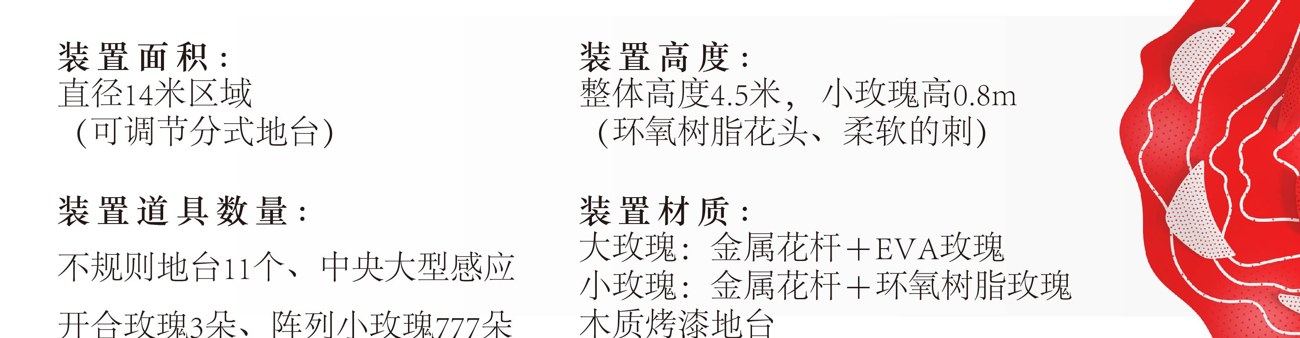 装置面积：
直径14米区域
（可调节分式地台）
装置道具数量：
不规则地台11个、中央大型感应
开合玫瑰3朵、阵列小玫瑰777朵
装置高度：
整体高度4.5米， 小玫瑰高0.8m
（环氧树脂花头、柔软的刺）
装置材质：
大玫瑰：金属花杆＋EVA玫瑰
小玫瑰：金属花杆＋环氧树脂玫瑰
木质烤漆地台